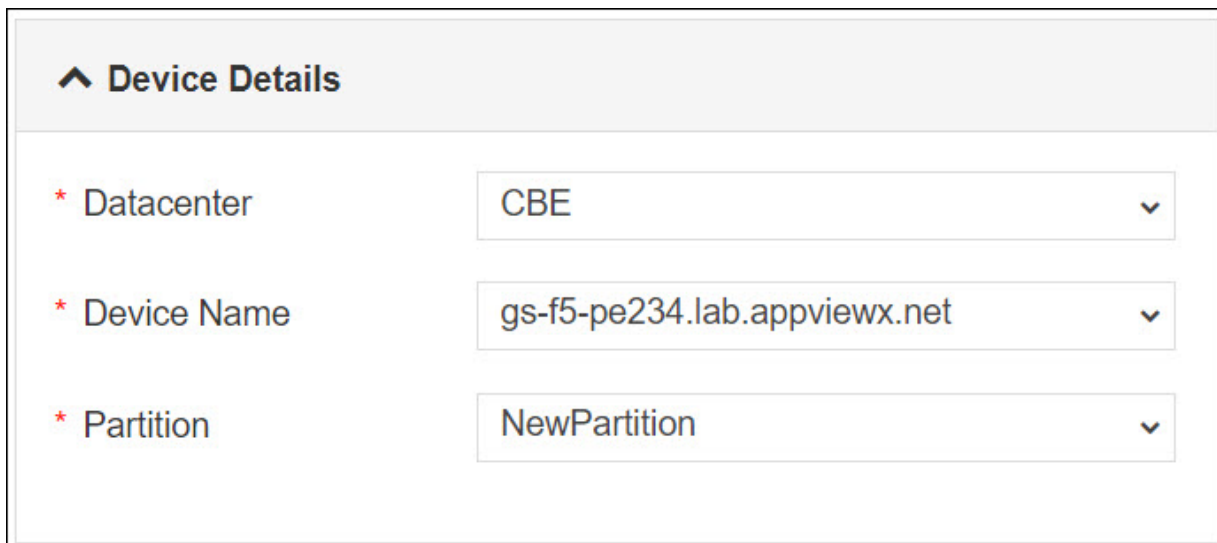 Device Details
* Datacenter CBE
* Device Name gs-f5-pe234.lab.appviewx.net
* Partition NewPartition